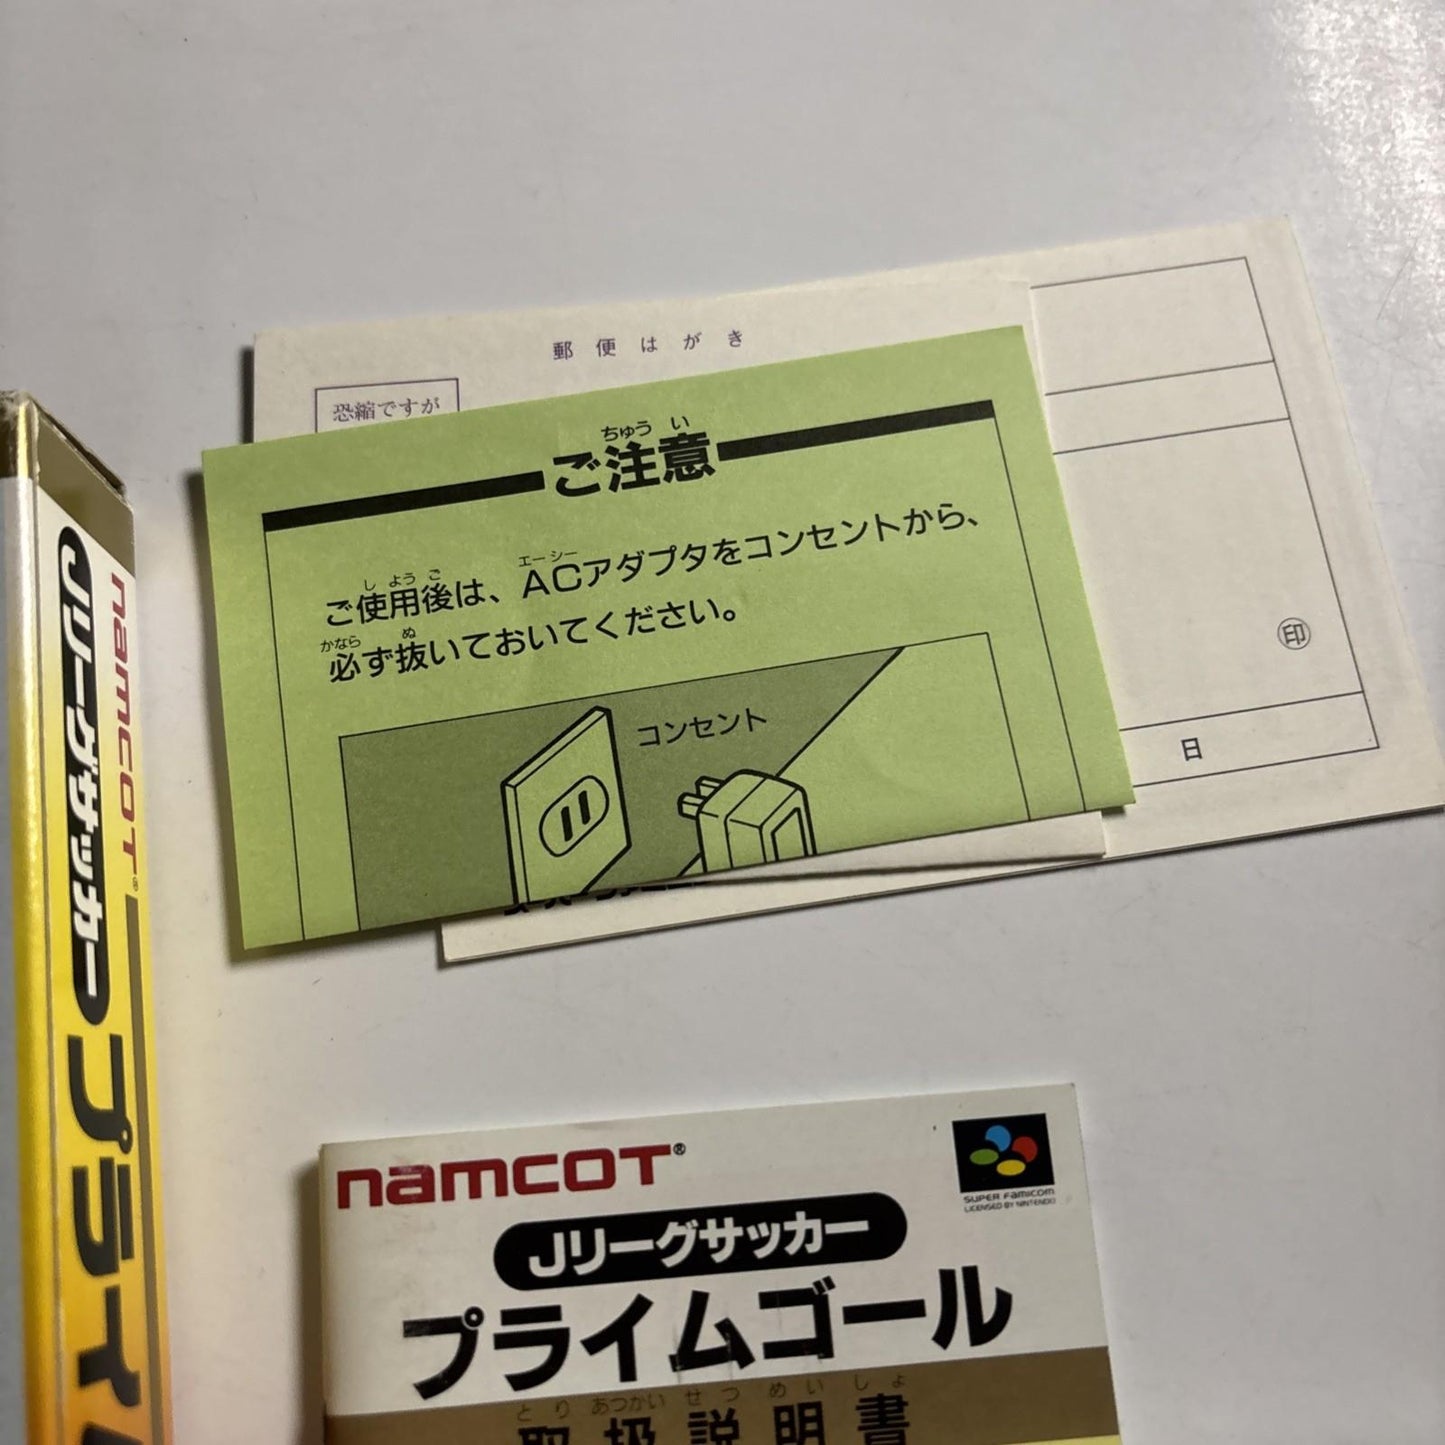 郵便はがき
恐縮ですが
ちゅうい
ご注意
しようご エーシー
ご使用後は、ACアダプタをコンセントから、
かなら ぬ
必ず抜いておいてください。
コンセント
印
日
namcot®
Jリーグサッカー
プライ
namcot®
SUPER FAMICOM
LICENSED BY NINTENDO
Jリーグサッカー
プライムゴール
とりあつかいせつめいしょ
取扱説明書